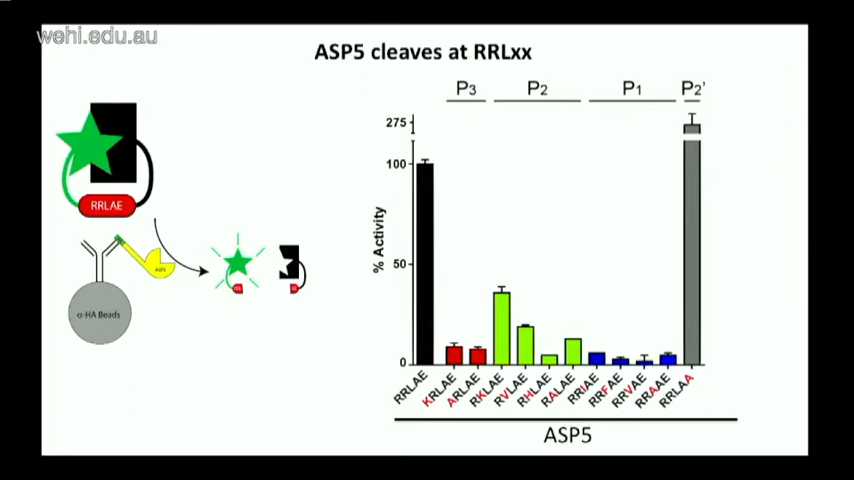 wehi.edu.au
ASP5 cleaves at RRLxx
P3
P2
P1
P2'
RRLAE
ASP5
α-HA Beads
% Activity
275
100
50
0
RRLAE
KRLAE
ARLAE
RKLAE
RVLAE
RHLAE
RALAE
RRIAE
RRFAE
RRVAE
RRAAE
RRLAA
ASP5